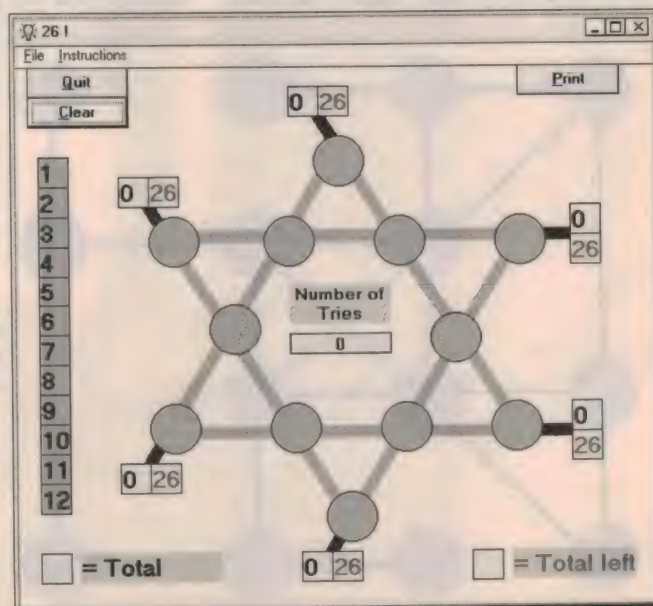 26 !
File Instructions
Quit
Print
Clear
0 26
1
2
3
4
5
6
7
8
9
10
11
12
0 26
0
26
Number of
Tries
0
0
26
0 26
0 26
= Total
= Total left